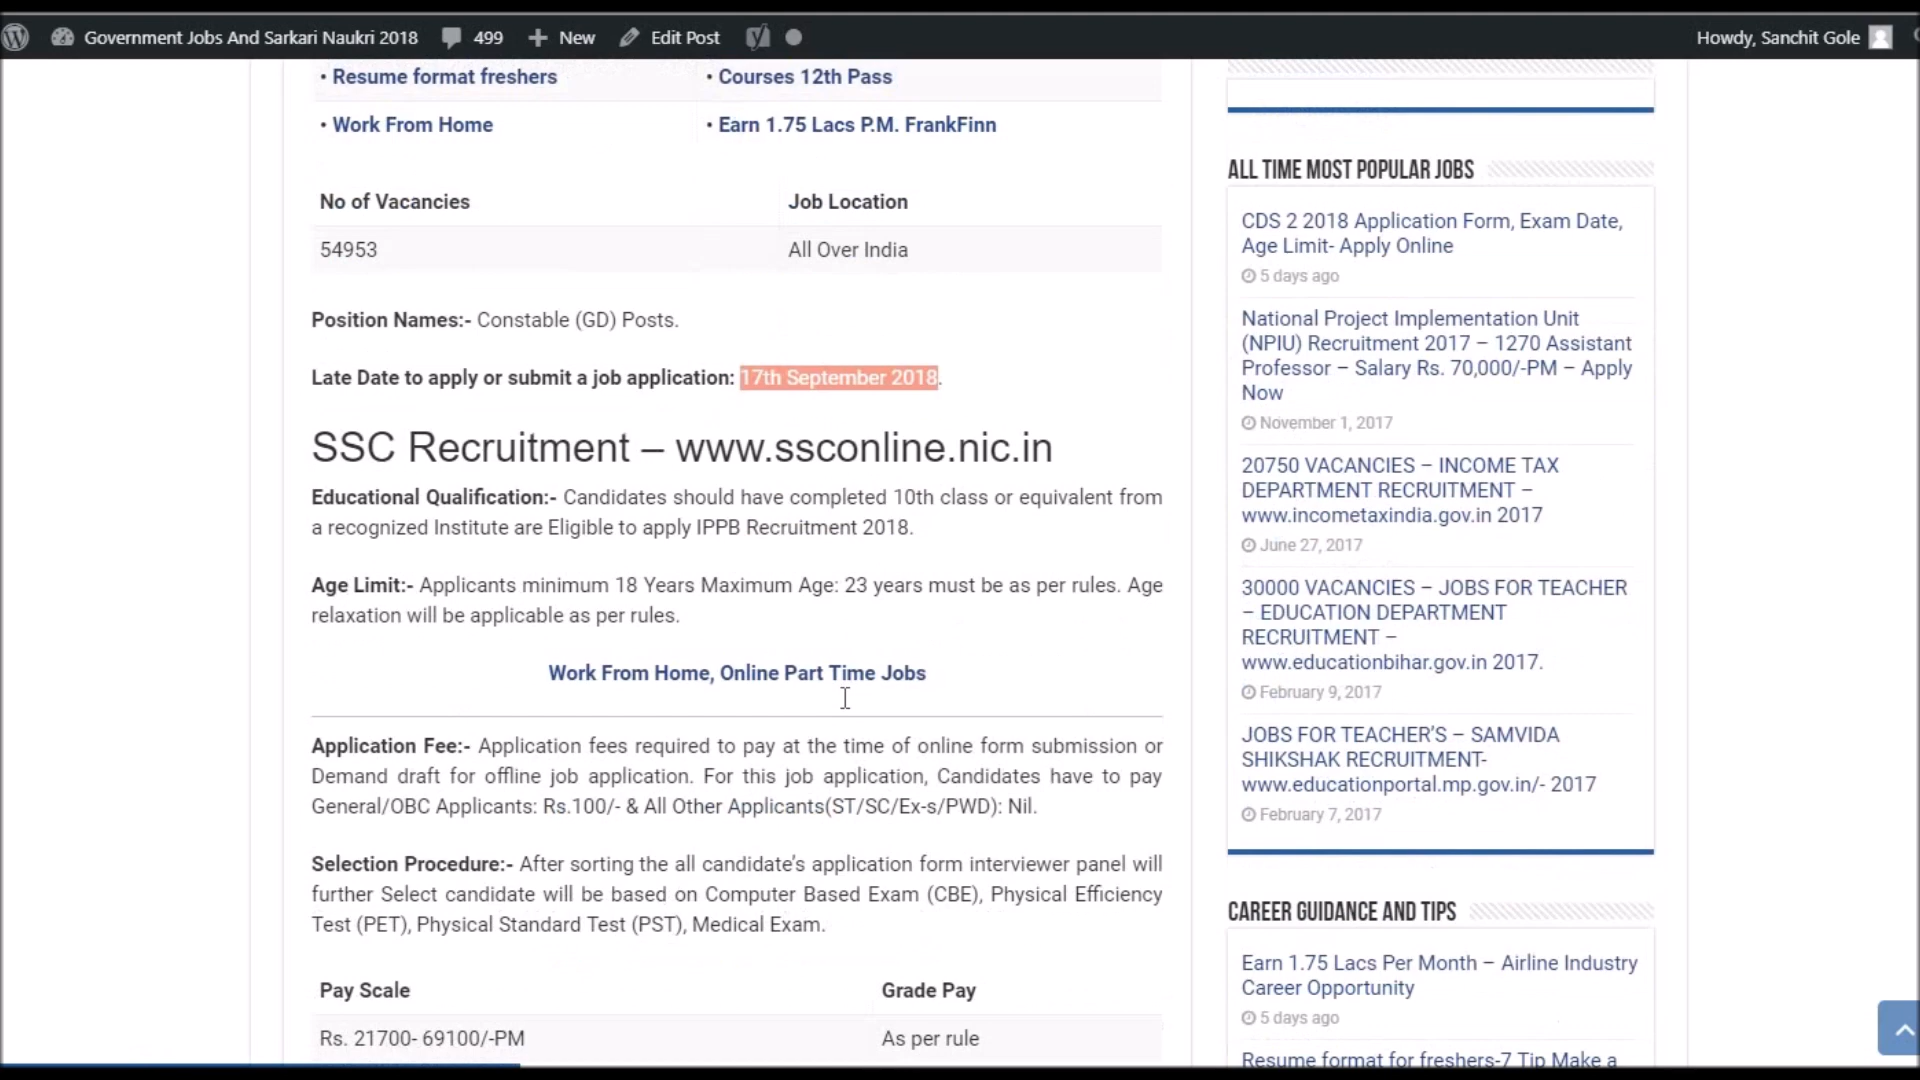 Government Jobs And Sarkari Naukri 2018 499 New Edit Post Howdy, Sanchit Gole
• Resume format freshers • Courses 12th Pass
• Work From Home • Earn 1.75 Lacs P.M. FrankFinn
No of Vacancies Job Location
54953 All Over India
Position Names:- Constable (GD) Posts.
Late Date to apply or submit a job application: 17th September 2018.
SSC Recruitment – www.ssconline.nic.in
Educational Qualification:- Candidates should have completed 10th class or equivalent from
a recognized Institute are Eligible to apply IPPB Recruitment 2018.
Age Limit:- Applicants minimum 18 Years Maximum Age: 23 years must be as per rules. Age
relaxation will be applicable as per rules.
Work From Home, Online Part Time Jobs
Application Fee:- Application fees required to pay at the time of online form submission or
Demand draft for offline job application. For this job application, Candidates have to pay
General/OBC Applicants: Rs.100/- & All Other Applicants(ST/SC/Ex-s/PWD): Nil.
Selection Procedure:- After sorting the all candidate's application form interviewer panel will
further Select candidate will be based on Computer Based Exam (CBE), Physical Efficiency
Test (PET), Physical Standard Test (PST), Medical Exam.
Pay Scale Grade Pay
Rs. 21700- 69100/-PM As per rule
ALL TIME MOST POPULAR JOBS
CDS 2 2018 Application Form, Exam Date,
Age Limit- Apply Online
5 days ago
National Project Implementation Unit
(NPIU) Recruitment 2017 – 1270 Assistant
Professor – Salary Rs. 70,000/-PM – Apply
Now
November 1, 2017
20750 VACANCIES – INCOME TAX
DEPARTMENT RECRUITMENT –
www.incometaxindia.gov.in 2017
June 27, 2017
30000 VACANCIES – JOBS FOR TEACHER
– EDUCATION DEPARTMENT
RECRUITMENT –
www.educationbihar.gov.in 2017.
February 9, 2017
JOBS FOR TEACHER'S – SAMVIDA
SHIKSHAK RECRUITMENT-
www.educationportal.mp.gov.in/- 2017
February 7, 2017
CAREER GUIDANCE AND TIPS
Earn 1.75 Lacs Per Month – Airline Industry
Career Opportunity
5 days ago
Resume format for freshers-7 Tip Make a